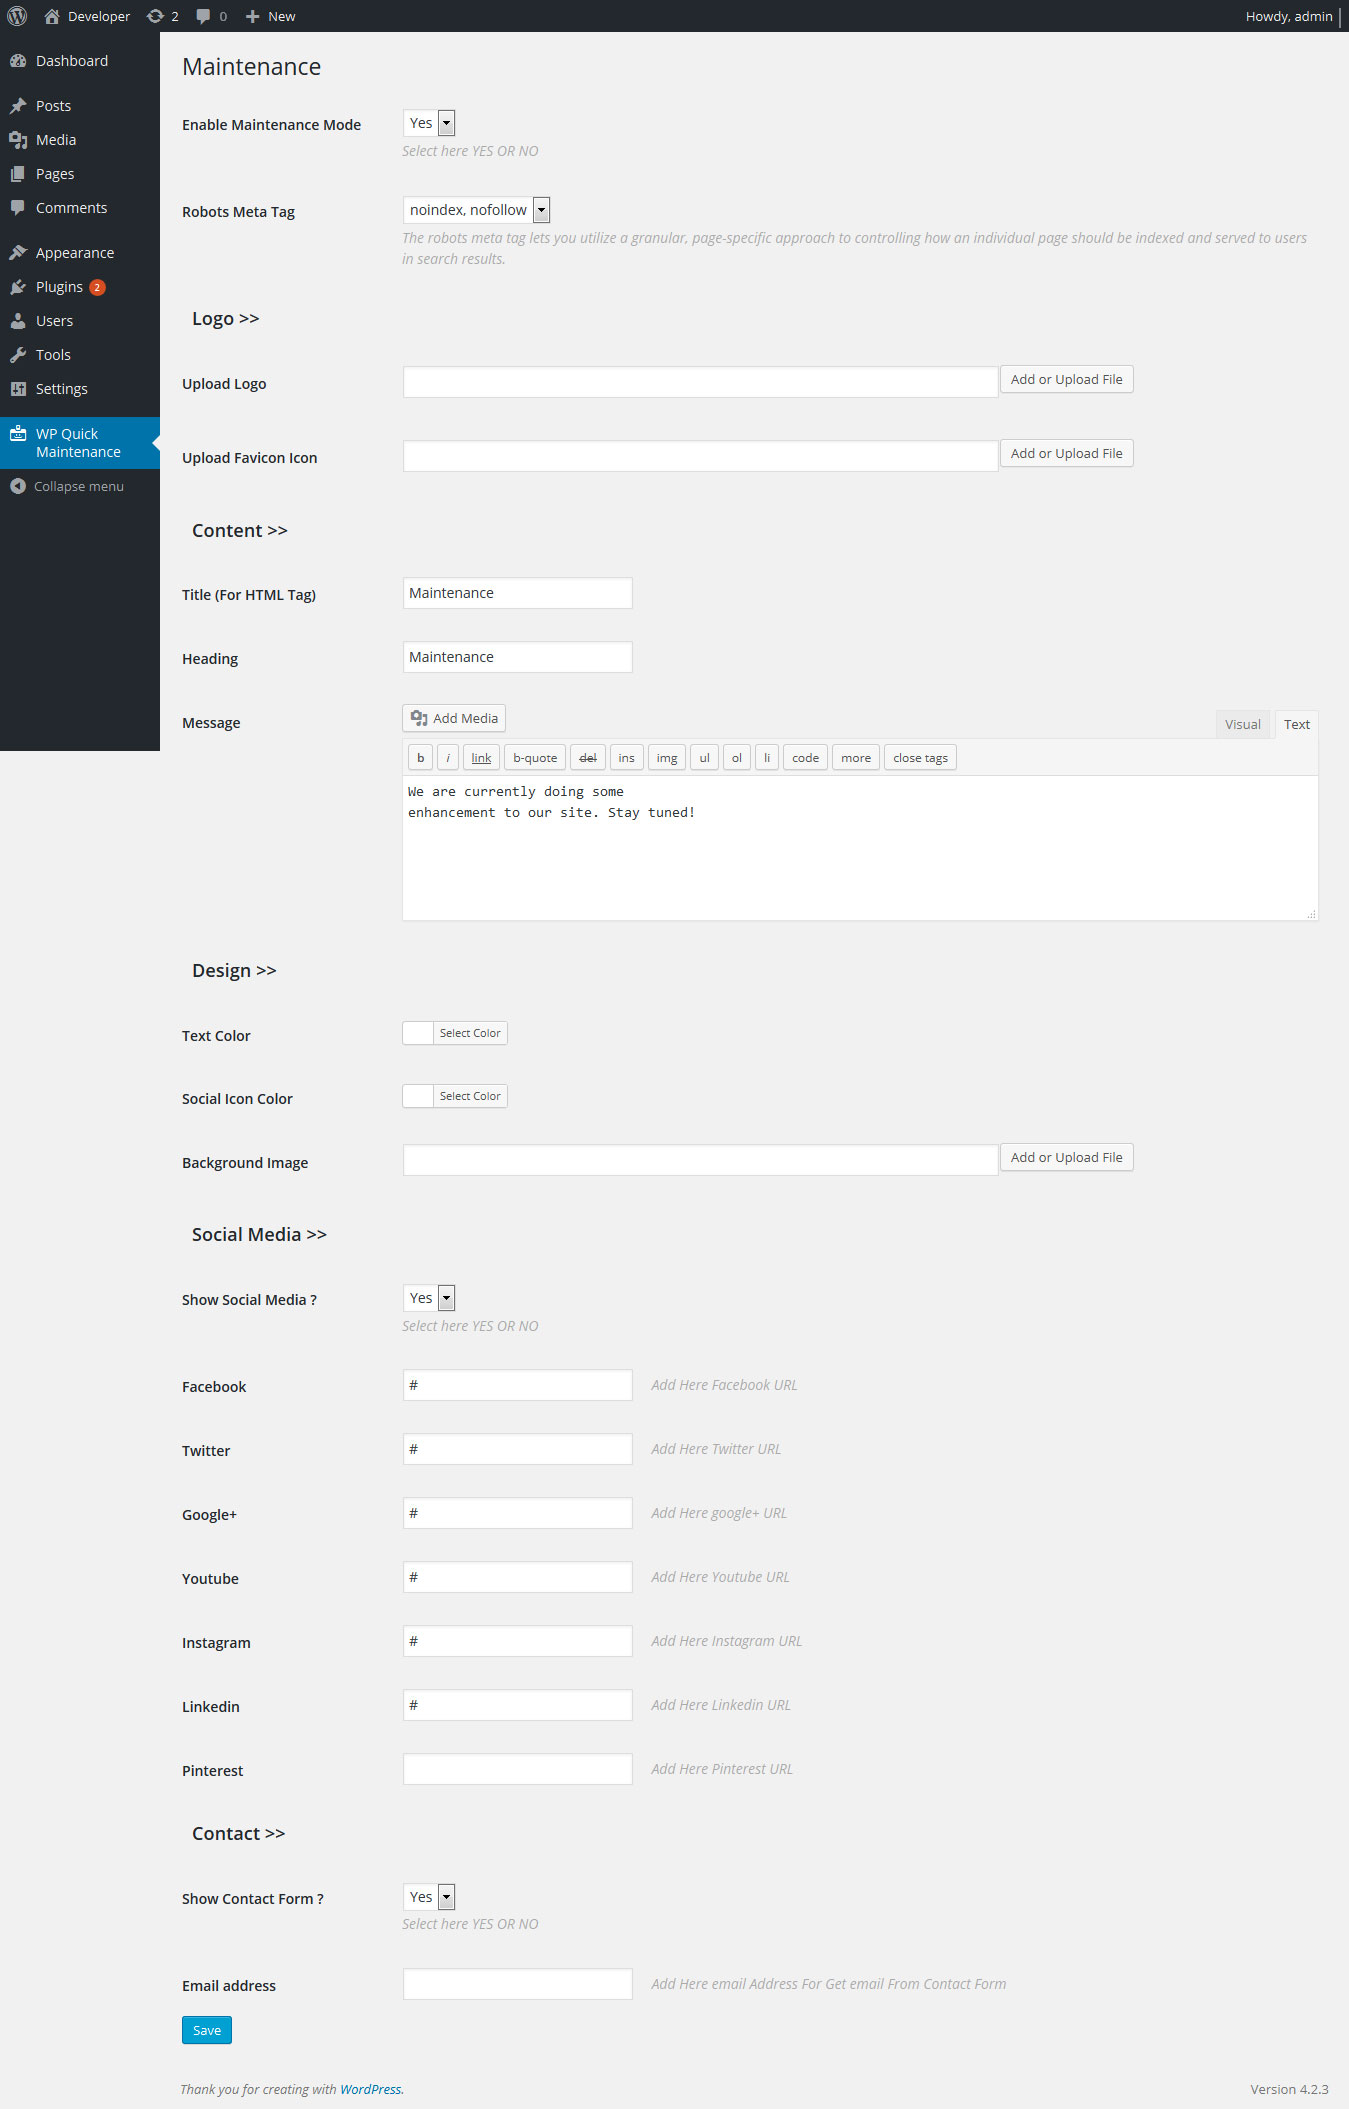 Developer 2 0 New Howdy, admin
Dashboard
Posts
Media
Pages
Comments
Appearance
Plugins 2
Users
Tools
Settings
WP Quick
Maintenance
Collapse menu
Maintenance
Enable Maintenance Mode Yes
Select here YES OR NO
Robots Meta Tag noindex, nofollow
The robots meta tag lets you utilize a granular, page-specific approach to controlling how an individual page should be indexed and served to users
in search results.
Logo >>
Upload Logo Add or Upload File
Upload Favicon Icon Add or Upload File
Content >>
Title (For HTML Tag) Maintenance
Heading Maintenance
Message Add Media Visual Text
b i link b-quote del ins img ul ol li code more close tags
We are currently doing some
enhancement to our site. Stay tuned!
Design >>
Text Color Select Color
Social Icon Color Select Color
Background Image Add or Upload File
Social Media >>
Show Social Media ? Yes
Select here YES OR NO
Facebook # Add Here Facebook URL
Twitter # Add Here Twitter URL
Google+ # Add Here google+ URL
Youtube # Add Here Youtube URL
Instagram # Add Here Instagram URL
Linkedin # Add Here Linkedin URL
Pinterest Add Here Pinterest URL
Contact >>
Show Contact Form ? Yes
Select here YES OR NO
Email address Add Here email Address For Get email From Contact Form
Save
Thank you for creating with WordPress. Version 4.2.3